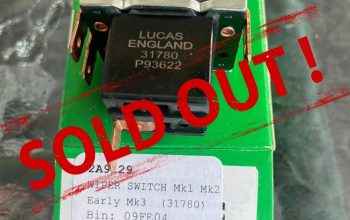 LUCAS
ENGLAND
31780
P93622
SOLD OUT!
2A9.29
WIPER SWITCH Mk1 Mk2
Early Mk3 (31780)
Bin: 09FE04